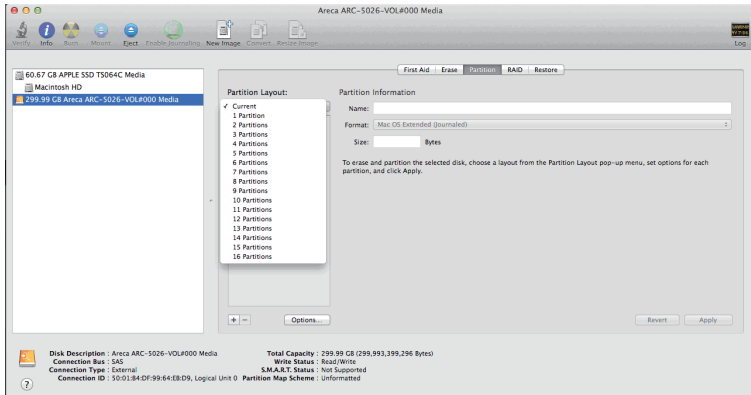 Areca ARC-5026-VOL#000 Media
Verify Info Burn Mount Eject Enable Journaling New Image Convert Resize Image Log
60.67 GB APPLE SSD TS064C Media
Macintosh HD
299.99 GB Areca ARC-5026-VOL#000 Media
First Aid Erase Partition RAID Restore
Partition Layout:
✓ Current
1 Partition
2 Partitions
3 Partitions
4 Partitions
5 Partitions
6 Partitions
7 Partitions
8 Partitions
9 Partitions
10 Partitions
11 Partitions
12 Partitions
13 Partitions
14 Partitions
15 Partitions
16 Partitions
+ − Options...
Partition Information
Name:
Format: Mac OS Extended (Journaled)
Size: Bytes
To erase and partition the selected disk, choose a layout from the Partition Layout pop-up menu, set options for each
partition, and click Apply.
Revert Apply
Disk Description : Areca ARC-5026-VOL#000 Media
Connection Bus : SAS
Connection Type : External
Connection ID : 50:01:B4:DF:99:64:E8:D9, Logical Unit 0
Total Capacity : 299.99 GB (299,993,399,296 Bytes)
Write Status : Read/Write
S.M.A.R.T. Status : Not Supported
Partition Map Scheme : Unformatted
?